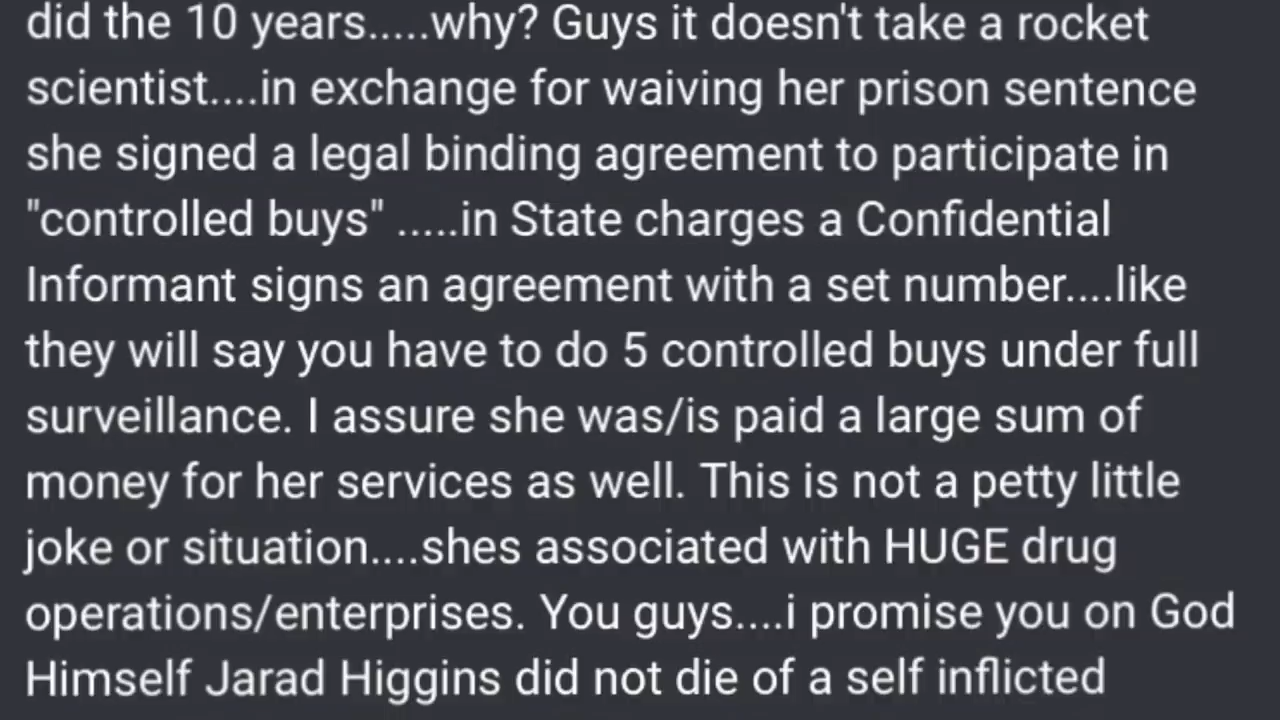 did the 10 years.....why? Guys it doesn't take a rocket
scientist....in exchange for waiving her prison sentence
she signed a legal binding agreement to participate in
"controlled buys" .....in State charges a Confidential
Informant signs an agreement with a set number....like
they will say you have to do 5 controlled buys under full
surveillance. I assure she was/is paid a large sum of
money for her services as well. This is not a petty little
joke or situation....shes associated with HUGE drug
operations/enterprises. You guys....i promise you on God
Himself Jarad Higgins did not die of a self inflicted